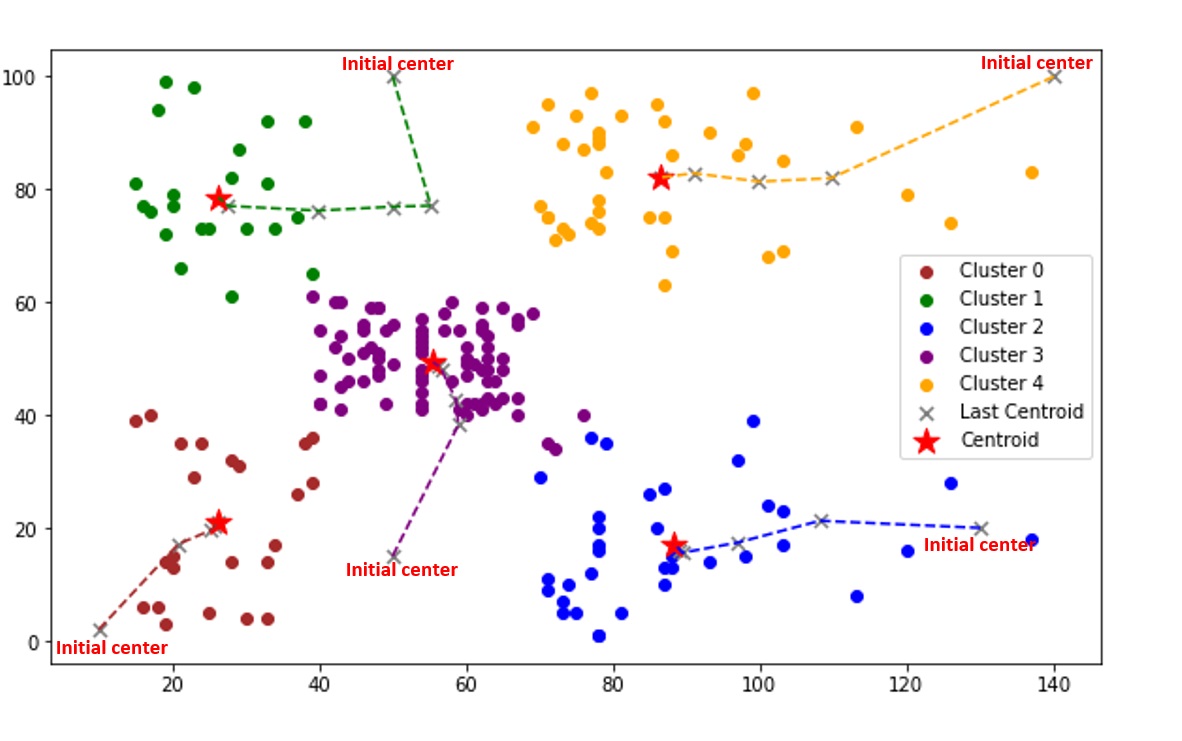 Initial center
Initial center
100
80
60
40
20
0
Cluster 0
Cluster 1
Cluster 2
Cluster 3
Cluster 4
Last Centroid
Centroid
Initial center
Initial center
Initial center
20
40
60
80
100
120
140